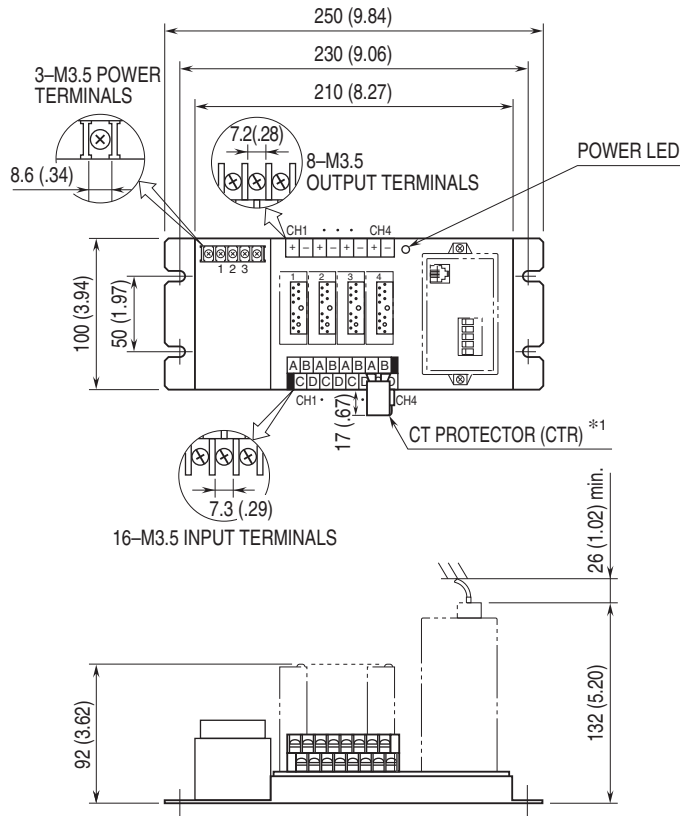 250 (9.84)
230 (9.06)
210 (8.27)
3–M3.5 POWER
TERMINALS
7.2(.28)
8–M3.5
OUTPUT TERMINALS
POWER LED
8.6 (.34)
CH1 · · · CH4
+ – + – + – + –
1 2 3
1 2 3 4
100 (3.94)
50 (1.97)
A B A B A B A B
C D C D C D D
CH1 · · CH4
17 (.67)
CT PROTECTOR (CTR) *1
7.3 (.29)
16–M3.5 INPUT TERMINALS
26 (1.02) min.
92 (3.62)
132 (5.20)